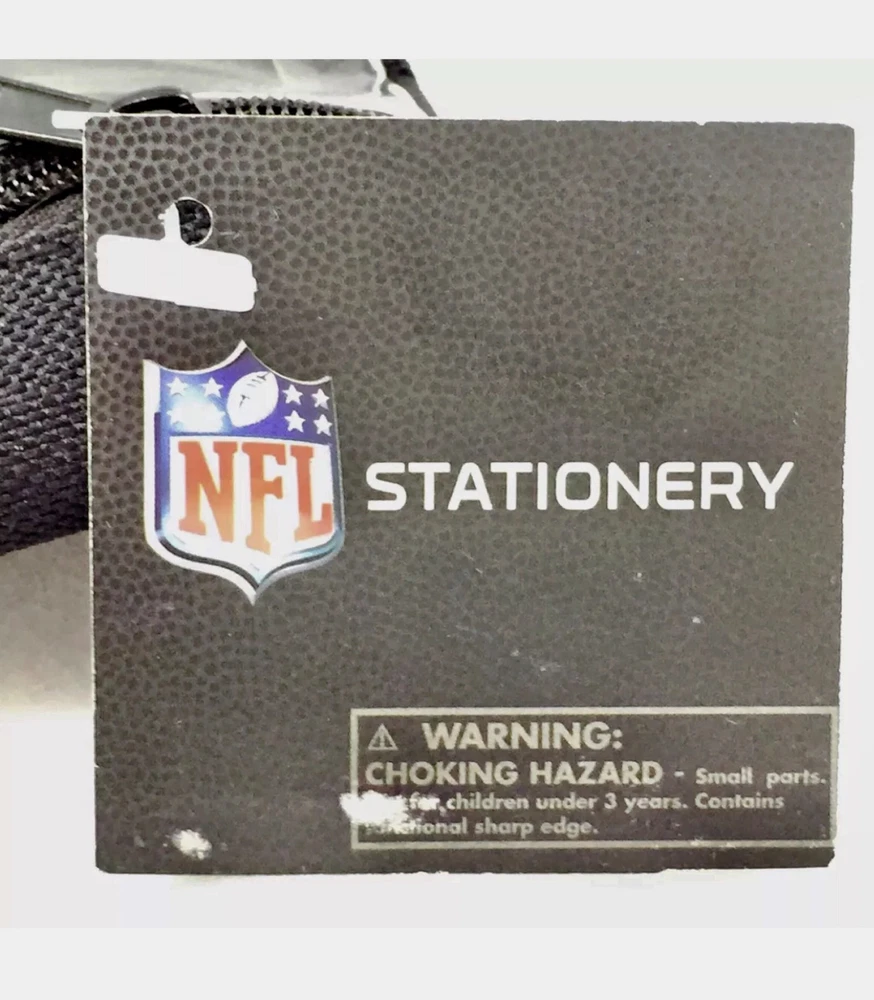 NFL
STATIONERY
⚠ WARNING:
CHOKING HAZARD - Small parts.
for children under 3 years. Contains
sharp edge.